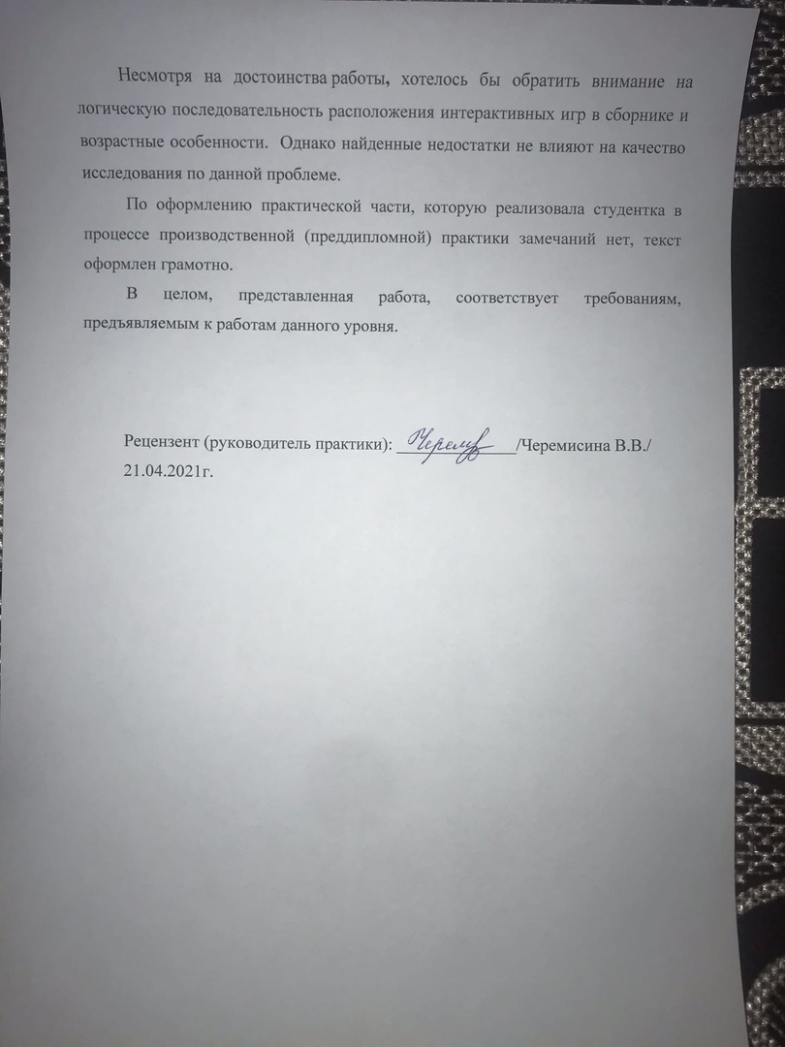 Несмотря на достоинства работы, хотелось бы обратить внимание на
логическую последовательность расположения интерактивных игр в сборнике и
возрастные особенности. Однако найденные недостатки не влияют на качество
исследования по данной проблеме.
По оформлению практической части, которую реализовала студентка в
процессе производственной (преддипломной) практики замечаний нет, текст
оформлен грамотно.
В целом, представленная работа, соответствует требованиям,
предъявляемым к работам данного уровня.
Рецензент (руководитель практики): /Черемисина В.В./
21.04.2021г.